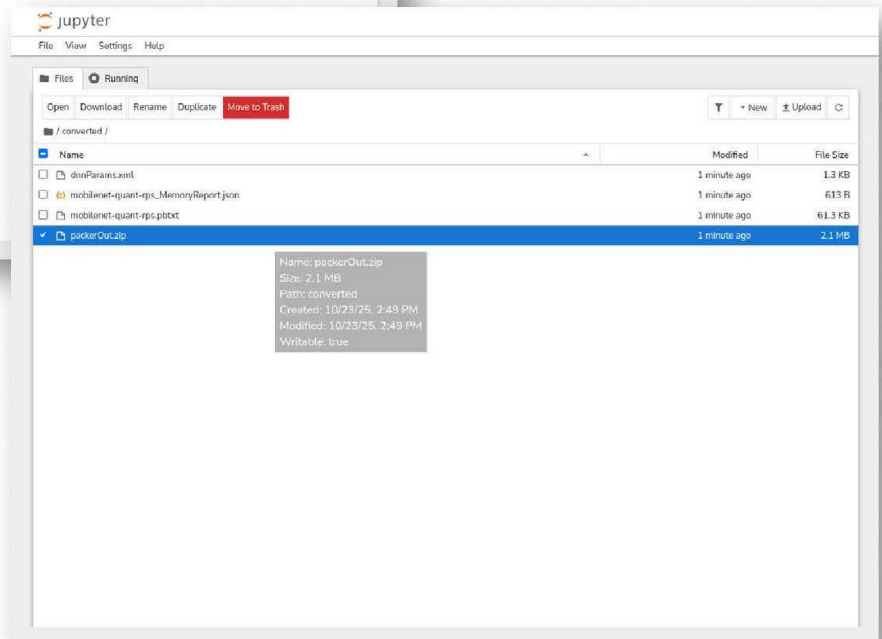 jupyter
File View Settings Help
Files Running
Open Download Rename Duplicate Move to Trash New Upload
/ converted /
Name Modified File Size
dnnParams.xml 1 minute ago 1.3 KB
mobilenet-quant-rps_MemoryReport.json 1 minute ago 613 B
mobilenet-quant-rps.pbtxt 1 minute ago 61.3 KB
packerOut.zip 1 minute ago 2.1 MB
Name: packerOut.zip
Size: 2.1 MB
Path: converted
Created: 10/23/25, 2:49 PM
Modified: 10/23/25, 2:49 PM
Writable: true